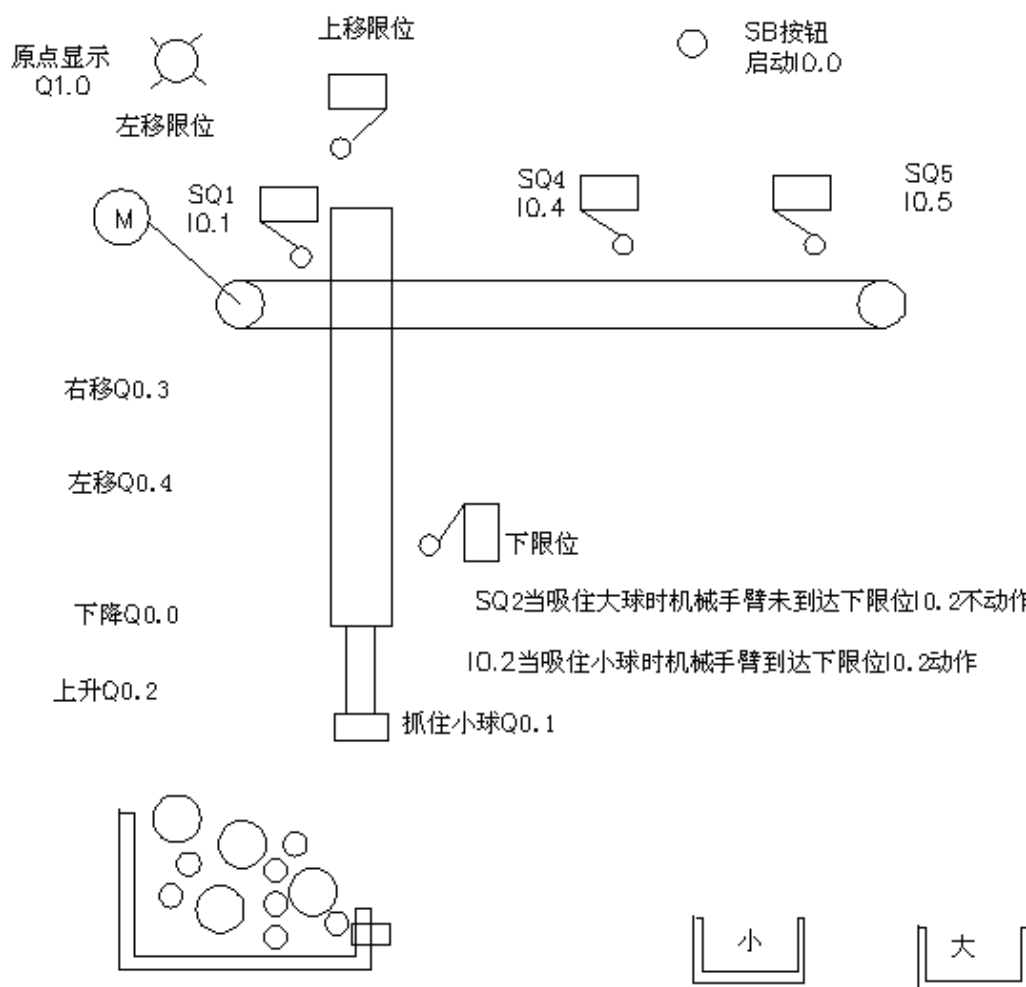 上移限位
SB按钮
启动I0.0
原点显示
Q1.0
左移限位
SQ1
I0.1
SQ4
I0.4
SQ5
I0.5
M
右移Q0.3
左移Q0.4
下限位
SQ2当吸住大球时机械手臂未到达下限位I0.2不动作
下降Q0.0
I0.2当吸住小球时机械手臂到达下限位I0.2动作
上升Q0.2
抓住小球Q0.1
小
大